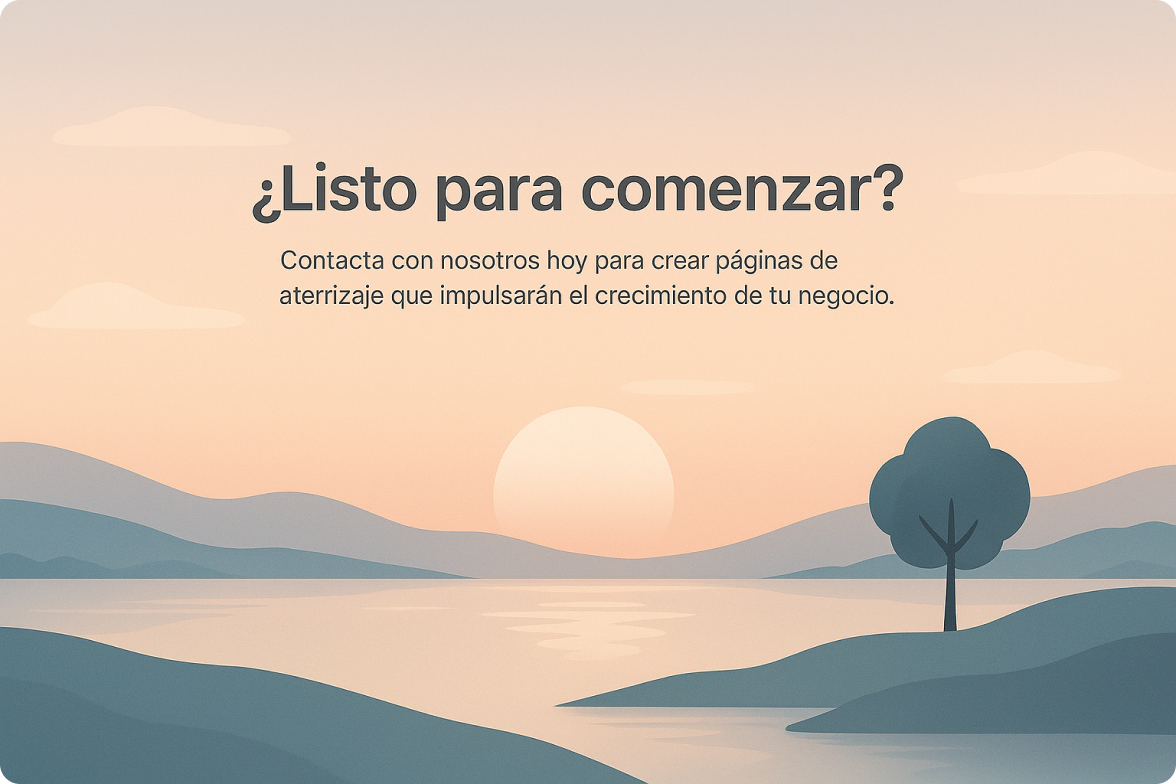 ¿Listo para comenzar?
Contacta con nosotros hoy para crear páginas de
aterrizaje que impulsarán el crecimiento de tu negocio.